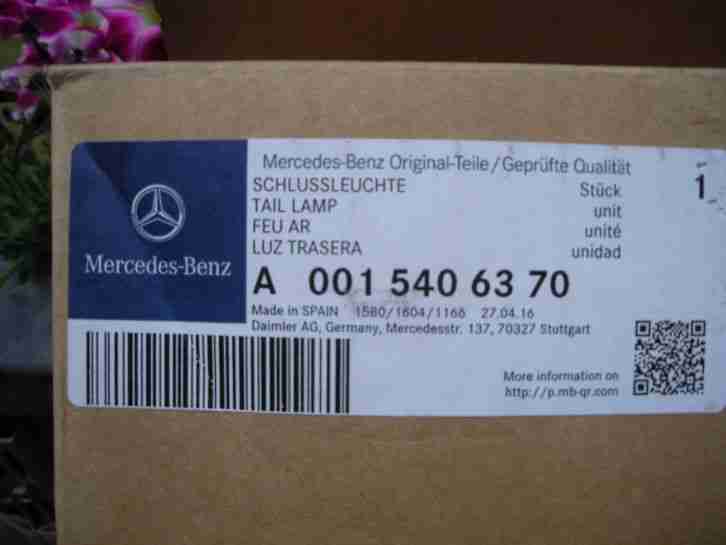 Mercedes-Benz
Mercedes-Benz Original-Teile/Geprüfte Qualität
SCHLUSSLEUCHTE Stück 1
TAIL LAMP unit
FEU AR unité
LUZ TRASERA unidad
A 001 540 63 70
Made in SPAIN 1580/1604/1166 27.04.16
Daimler AG, Germany, Mercedesstr. 137, 70327 Stuttgart
More information on
http://p.mb-qr.com